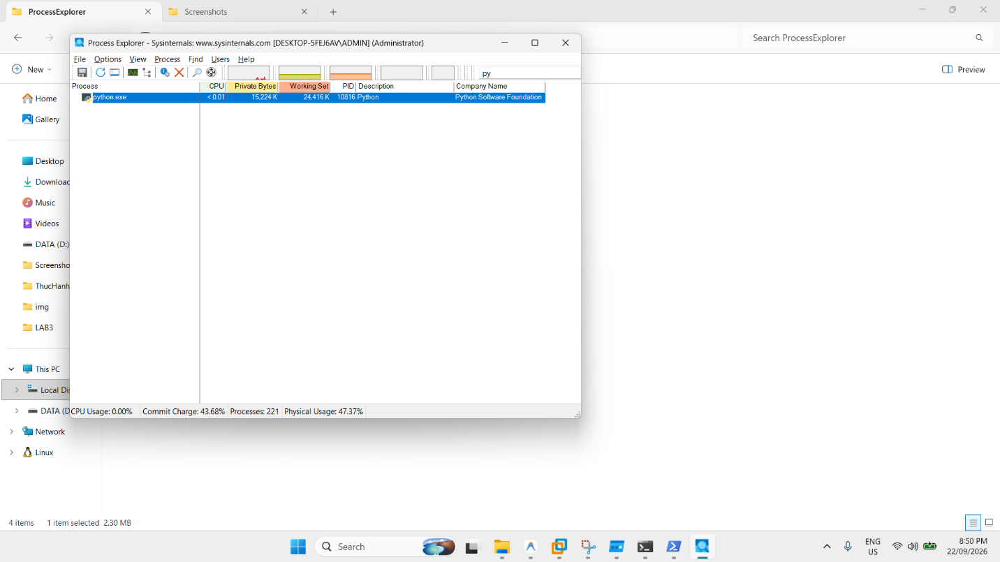 ProcessExplorer
Screenshots
Search ProcessExplorer
Process Explorer - Sysinternals: www.sysinternals.com [DESKTOP-5FEJ6AV\ADMIN] (Administrator)
File Options View Process Find Users Help
New
py
Preview
Process CPU Private Bytes Working Set PID Description Company Name
python.exe < 0.01 15,224 K 24,416 K 10816 Python Python Software Foundation
Home
Gallery
Desktop
Downloac
Music
Videos
DATA (D:)
Screensho
ThucHanh
img
LAB3
This PC
Local Dis
DATA (D
CPU Usage: 0.00% Commit Charge: 43.68% Processes: 221 Physical Usage: 47.37%
Network
Linux
4 items 1 item selected 2.30 MB
Search
ENG
US
8:50 PM
22/09/2026